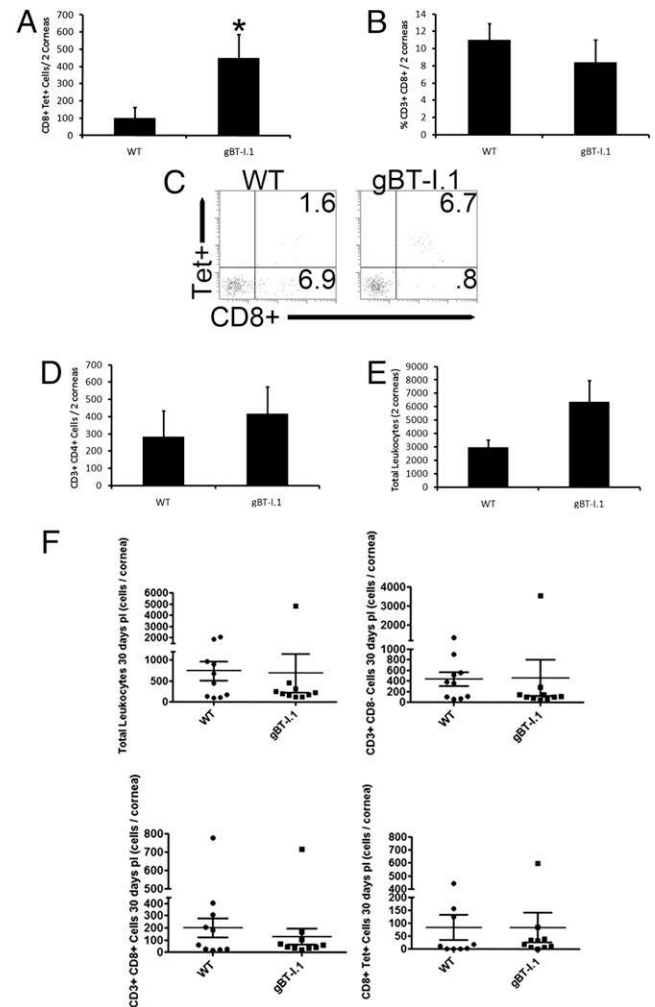 A
CD8+ Tet+ Cells/ 2 Corneas
700
600
500
400
300
200
100
0
*
WT
gBT-I.1
B
% CD3+ CD8+ / 2 corneas
14
12
10
8
6
4
2
0
WT
gBT-I.1
C
WT
gBT-I.1
1.6
6.7
6.9
.8
Tet+
CD8+
D
CD3+ CD4+ Cells / 2 corneas
700
600
500
400
300
200
100
0
WT
gBT-I.1
E
Total Leukocytes (2 corneas)
9000
8000
7000
6000
5000
4000
3000
2000
1000
0
WT
gBT-I.1
F
Total Leukocytes 30 days pI (cells / cornea)
6000
5000
4000
3000
2000
1000
500
0
WT
gBT-I.1
CD3+ CD8- Cells 30 days pI (cells / cornea)
4000
3000
2000
1000
800
600
400
200
0
WT
gBT-I.1
CD3+ CD8+ Cells 30 days pI (cells / cornea)
800
700
600
500
400
300
200
100
0
WT
gBT-I.1
CD8+ Tet+ Cells 30 days pI (cells / cornea)
800
600
400
200
150
100
50
0
WT
gBT-I.1